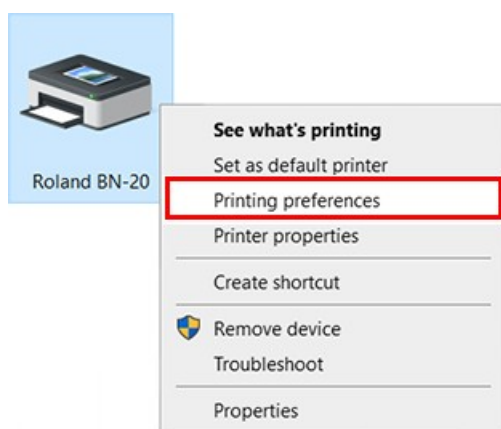 Roland BN-20
See what's printing
Set as default printer
Printing preferences
Printer properties
Create shortcut
Remove device
Troubleshoot
Properties